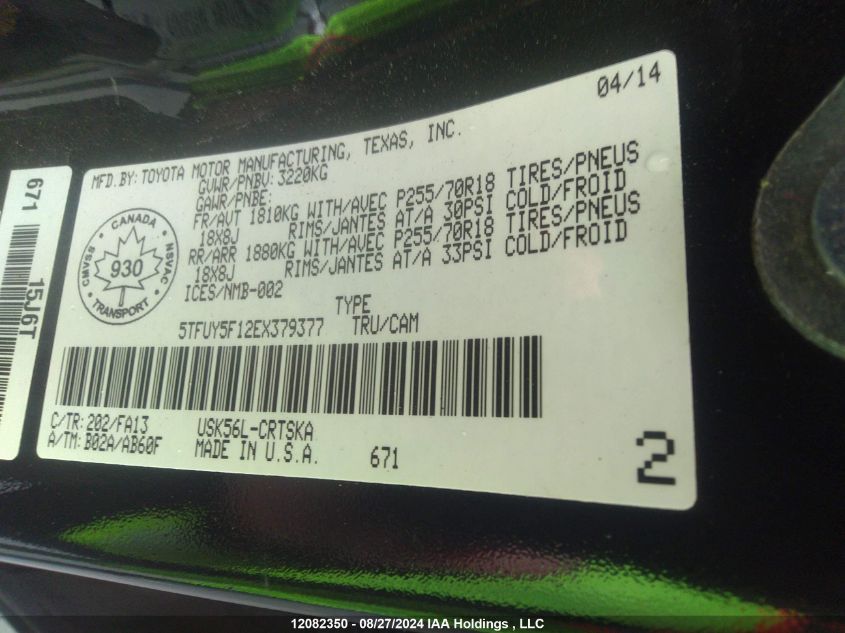 04/14
MFD. BY: TOYOTA MOTOR MANUFACTURING, TEXAS, INC.
GVWR/PNBV: 3220KG
GAWR/PNBE:
FR/AVT 1810KG WITH/AVEC P255/70R18 TIRES/PNEUS
18X8J RIMS/JANTES AT/A 30PSI COLD/FROID
RR/ARR 1880KG WITH/AVEC P255/70R18 TIRES/PNEUS
18X8J RIMS/JANTES AT/A 33PSI COLD/FROID
ICES/NMB-002
CANADA
CMVSS 930 NSVAC
TRANSPORT
TYPE
5TFUY5F12EX379377 TRU/CAM
C/TR: 202/FA13 USK56L-CRTSKA
A/TM: B02A/AB60F MADE IN U.S.A. 671
2
671
15J6T
12082350 - 08/27/2024 IAA Holdings , LLC